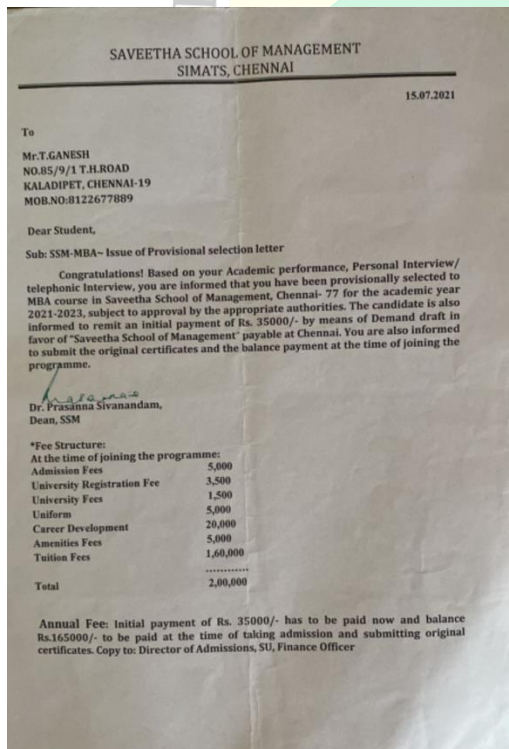 SAVEETHA SCHOOL OF MANAGEMENT
SIMATS, CHENNAI
15.07.2021
To
Mr.T.GANESH
NO.85/9/1 T.H.ROAD
KALADIPET, CHENNAI-19
MOB.NO:8122677889
Dear Student,
Sub: SSM-MBA~ Issue of Provisional selection letter
Congratulations! Based on your Academic performance, Personal Interview/
telephonic Interview, you are informed that you have been provisionally selected to
MBA course in Saveetha School of Management, Chennai- 77 for the academic year
2021-2023, subject to approval by the appropriate authorities. The candidate is also
informed to remit an initial payment of Rs. 35000/- by means of Demand draft in
favor of "Saveetha School of Management" payable at Chennai. You are also informed
to submit the original certificates and the balance payment at the time of joining the
programme.
Dr. Prasanna Sivanandam,
Dean, SSM
*Fee Structure:
At the time of joining the programme:
Admission Fees 5,000
University Registration Fee 3,500
University Fees 1,500
Uniform 5,000
Career Development 20,000
Amenities Fees 5,000
Tuition Fees 1,60,000
............
Total 2,00,000
Annual Fee: Initial payment of Rs. 35000/- has to be paid now and balance
Rs.165000/- to be paid at the time of taking admission and submitting original
certificates. Copy to: Director of Admissions, SU, Finance Officer